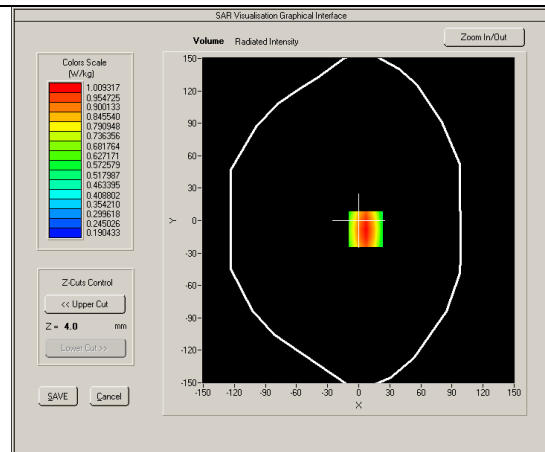 SAR Visualisation Graphical Interface
Volume Radiated Intensity
Zoom In/Out
Colors Scale
(W/kg)
1.009317
0.954725
0.900133
0.845540
0.790948
0.736356
0.681764
0.627171
0.572579
0.517987
0.463395
0.408802
0.354210
0.299618
0.245026
0.190433
Z-Cuts Control
<< Upper Cut
Z = 4.0 mm
Lower Cut >>
SAVE Cancel
150-
120-
90-
60-
30-
0-
-30-
-60-
-90-
-120-
-150-
Y
-150 -120 -90 -60 -30 0 30 60 90 120 150
X